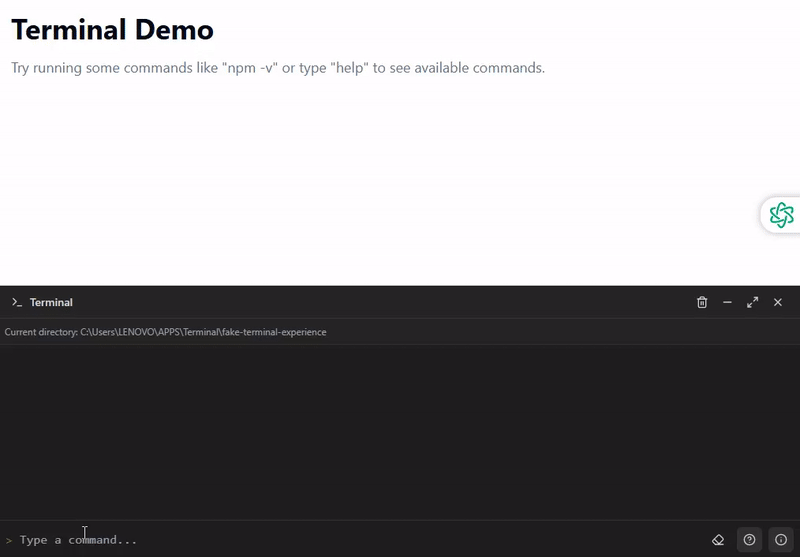 Terminal Demo
Try running some commands like "npm -v" or type "help" to see available commands.
Terminal
Current directory: C:\Users\LENOVO\APPS\Terminal\fake-terminal-experience
> Type a command...